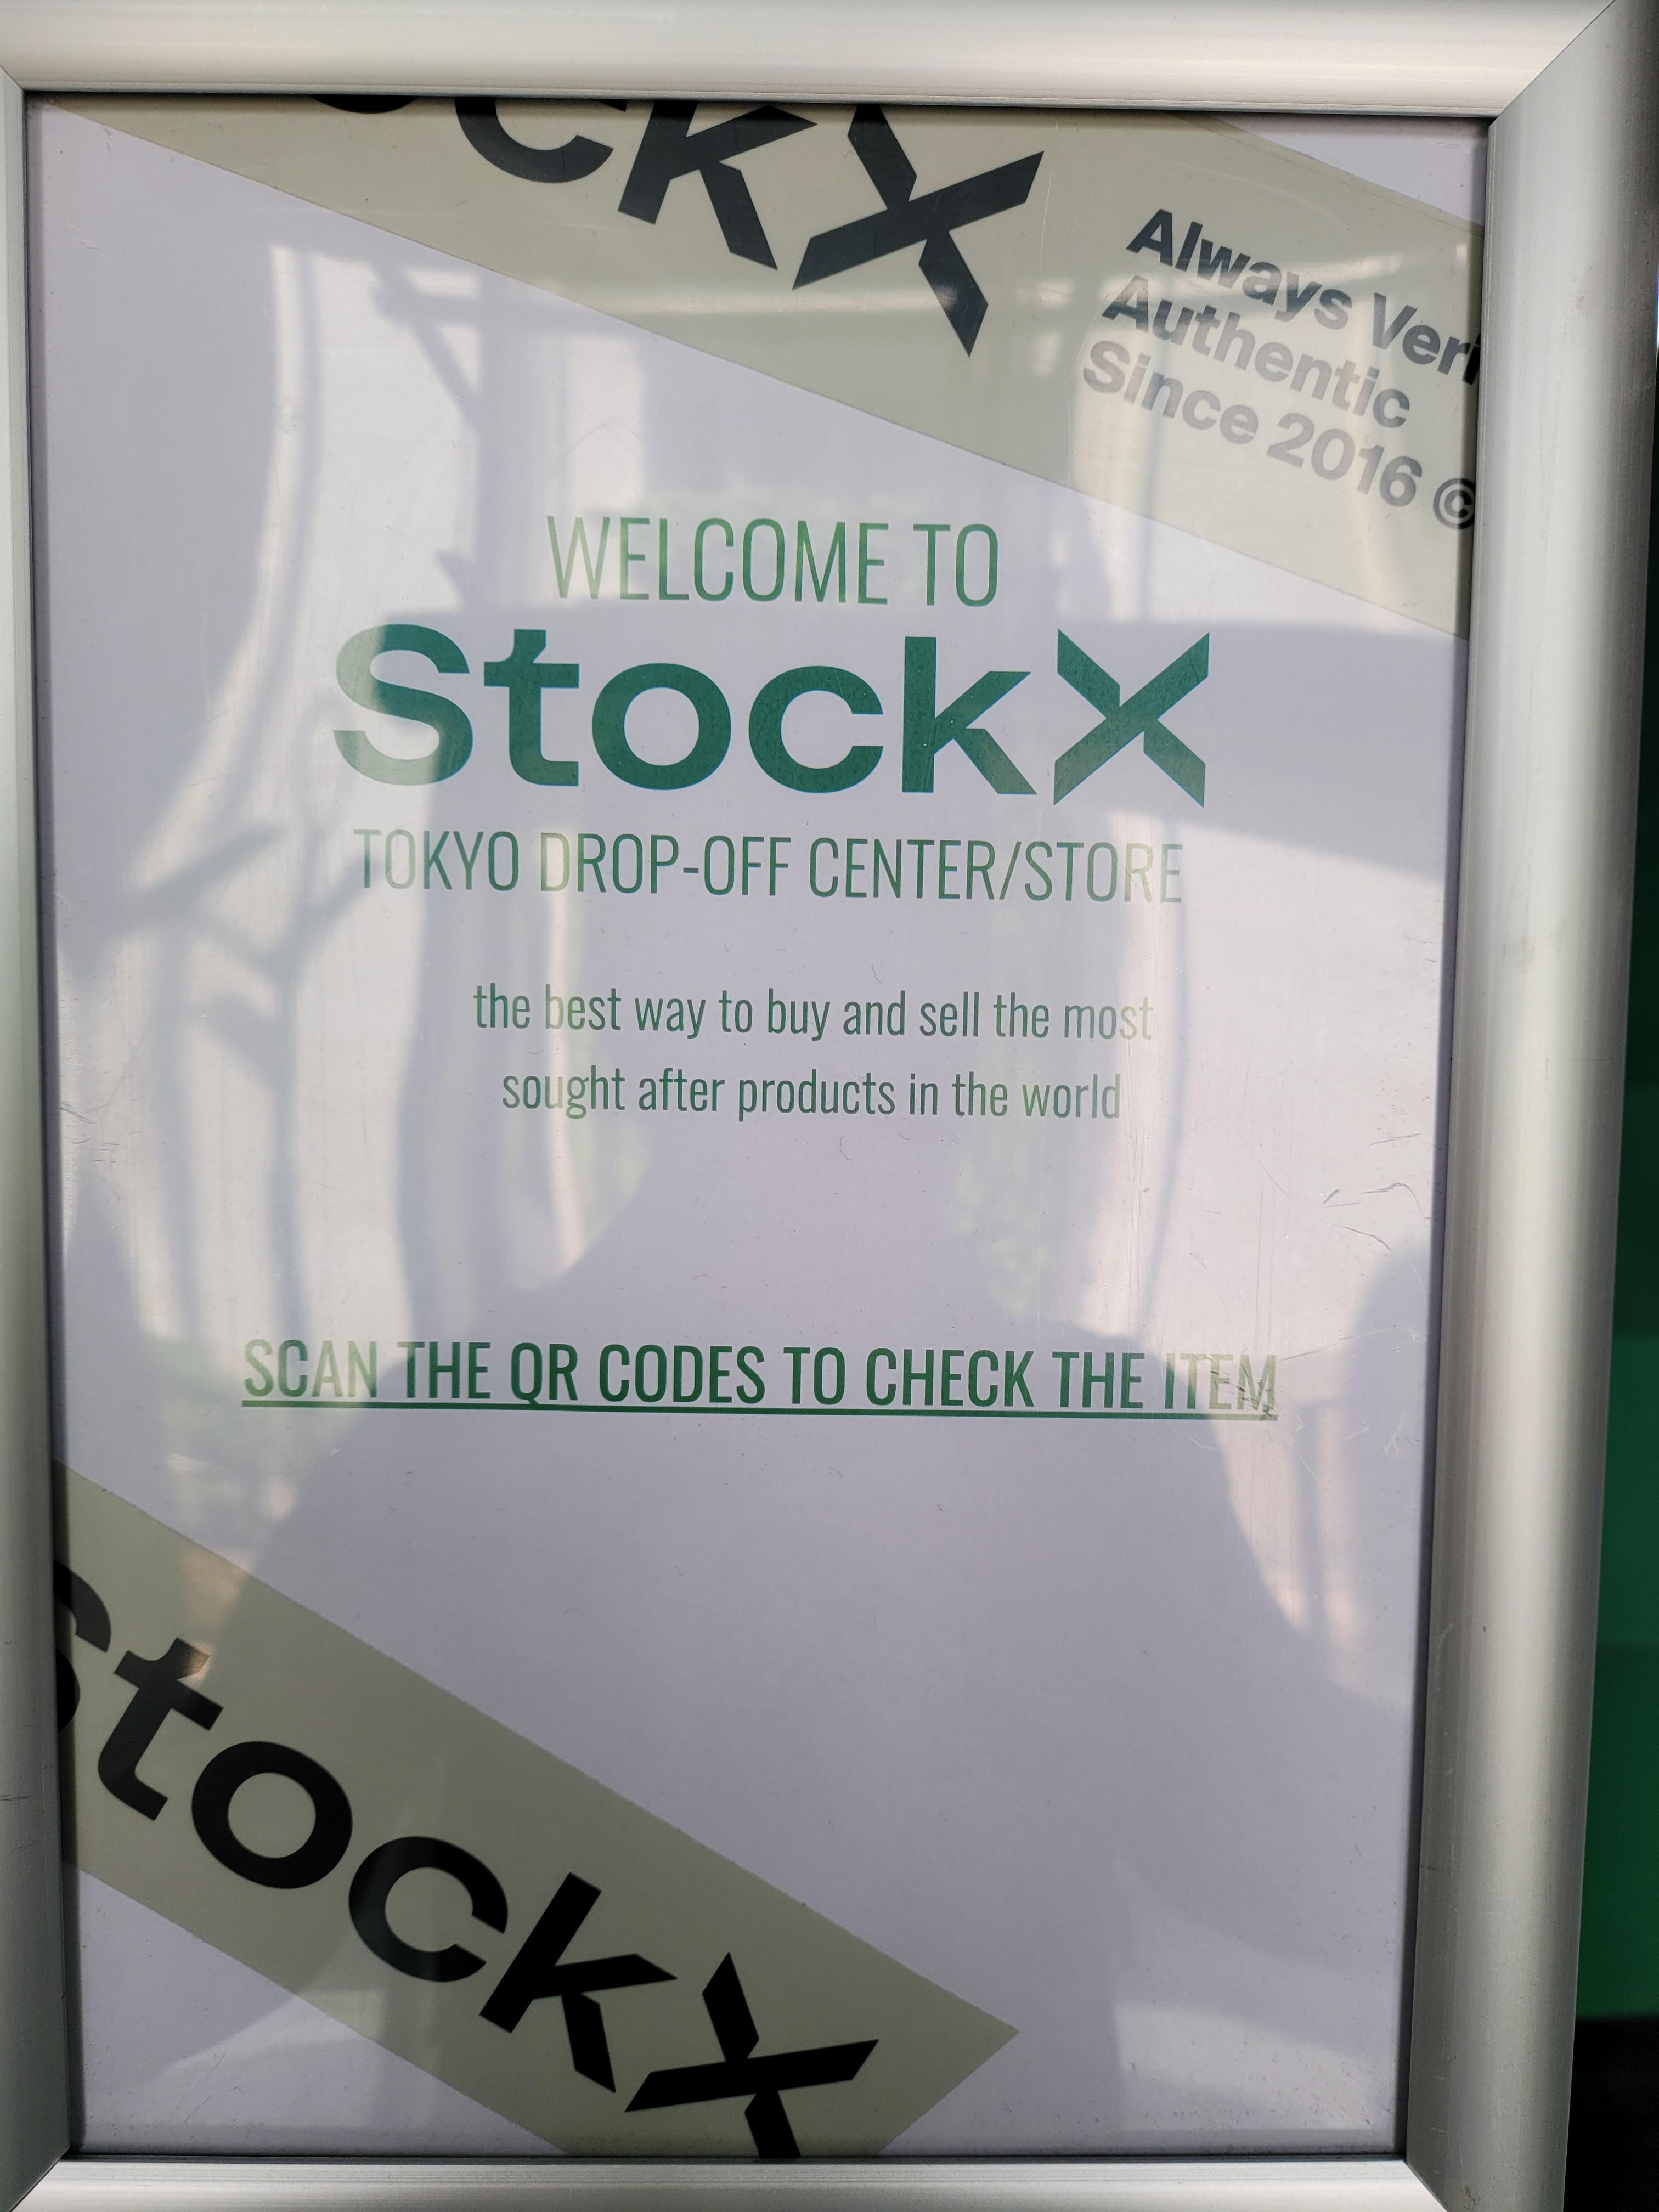 ockX
Always Veri
Authentic
Since 2016 ©
WELCOME TO
StockX
TOKYO DROP-OFF CENTER/STORE
the best way to buy and sell the most
sought after products in the world
SCAN THE QR CODES TO CHECK THE ITEM
StockX